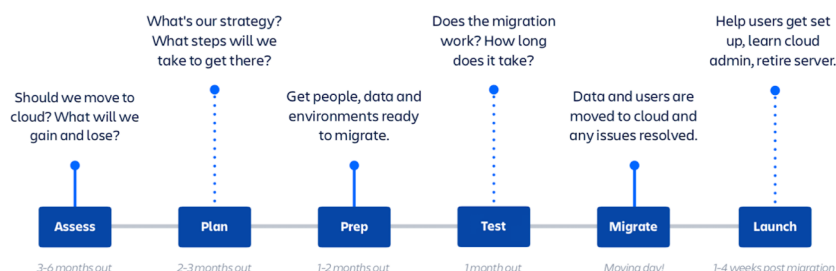 What's our strategy?
What steps will we
take to get there?
Does the migration
work? How long
does it take?
Help users get set
up, learn cloud
admin, retire server.
Should we move to
cloud? What will we
gain and lose?
Get people, data and
environments ready
to migrate.
Data and users are
moved to cloud and
any issues resolved.
Assess
Plan
Prep
Test
Migrate
Launch
3-6 months out
2-3 months out
1-2 months out
1 month out
Moving day!
1-4 weeks post migration